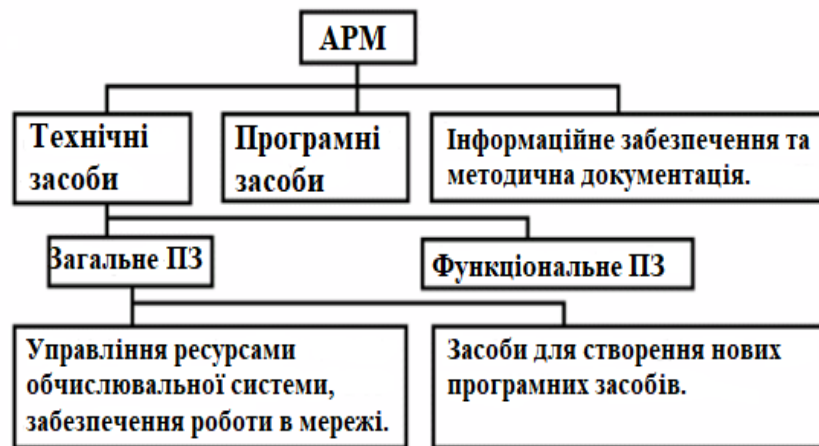 АРМ
Технічні
засоби
Програмні
засоби
Інформаційне забезпечення та
методична документація.
Загальне ПЗ
Функціональне ПЗ
Управління ресурсами
обчислювальної системи,
забезпечення роботи в мережі.
Засоби для створення нових
програмних засобів.